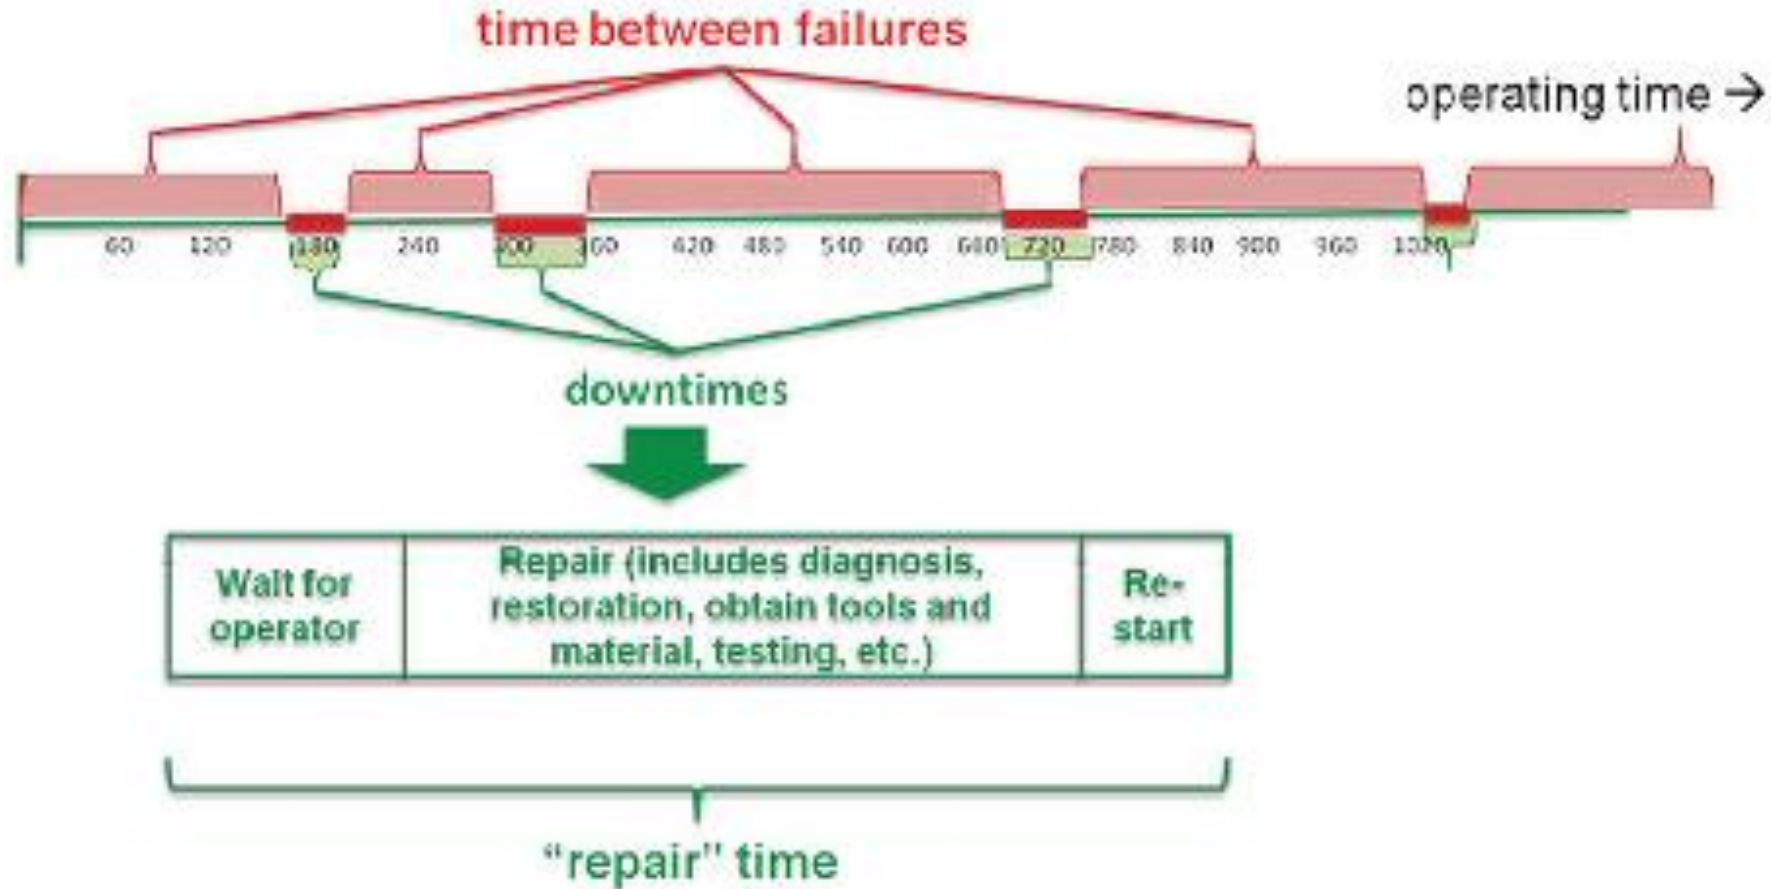 time between failures
operating time →
60 120 180 240 300 360 620 480 540 600 660 720 780 840 900 960 1020
downtimes
Wait for
operator
Repair (includes diagnosis,
restoration, obtain tools and
material, testing, etc.)
Re-
start
“repair” time